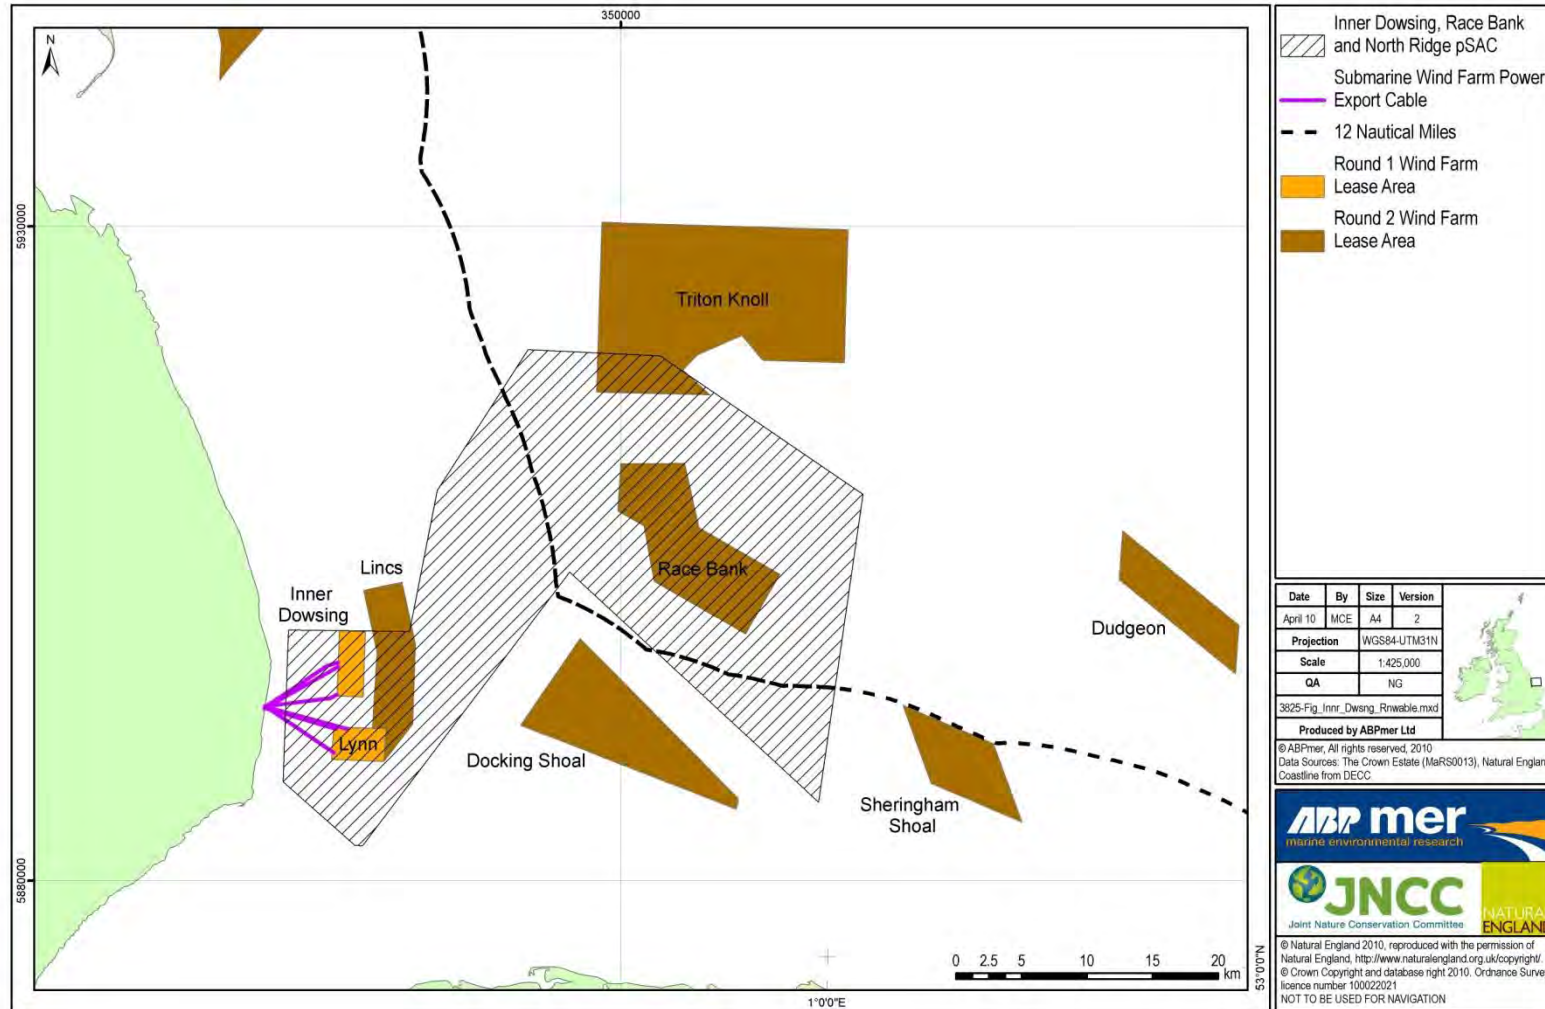 350000
N
5930000
5880000
Triton Knoll
Race Bank
Lincs
Inner
Dowsing
Lynn
Docking Shoal
Sheringham
Shoal
Dudgeon
0 2.5 5 10 15 20
km
1°0'0"E
53°0'0"N
Inner Dowsing, Race Bank
and North Ridge pSAC
Submarine Wind Farm Power
Export Cable
12 Nautical Miles
Round 1 Wind Farm
Lease Area
Round 2 Wind Farm
Lease Area
Date By Size Version
April 10 MCE A4 2
Projection WGS84-UTM31N
Scale 1:425,000
QA NG
3825-Fig_Innr_Dwsng_Rnwable.mxd
Produced by ABPmer Ltd
© ABPmer, All rights reserved, 2010
Data Sources: The Crown Estate (MaRS0013), Natural Englan
Coastline from DECC
ABP mer
marine environmental research
JNCC
Joint Nature Conservation Committee
NATURA
ENGLAND
© Natural England 2010, reproduced with the permission of
Natural England, http://www.naturalengland.org.uk/copyright/.
© Crown Copyright and database right 2010. Ordnance Surve
licence number 100022021
NOT TO BE USED FOR NAVIGATION